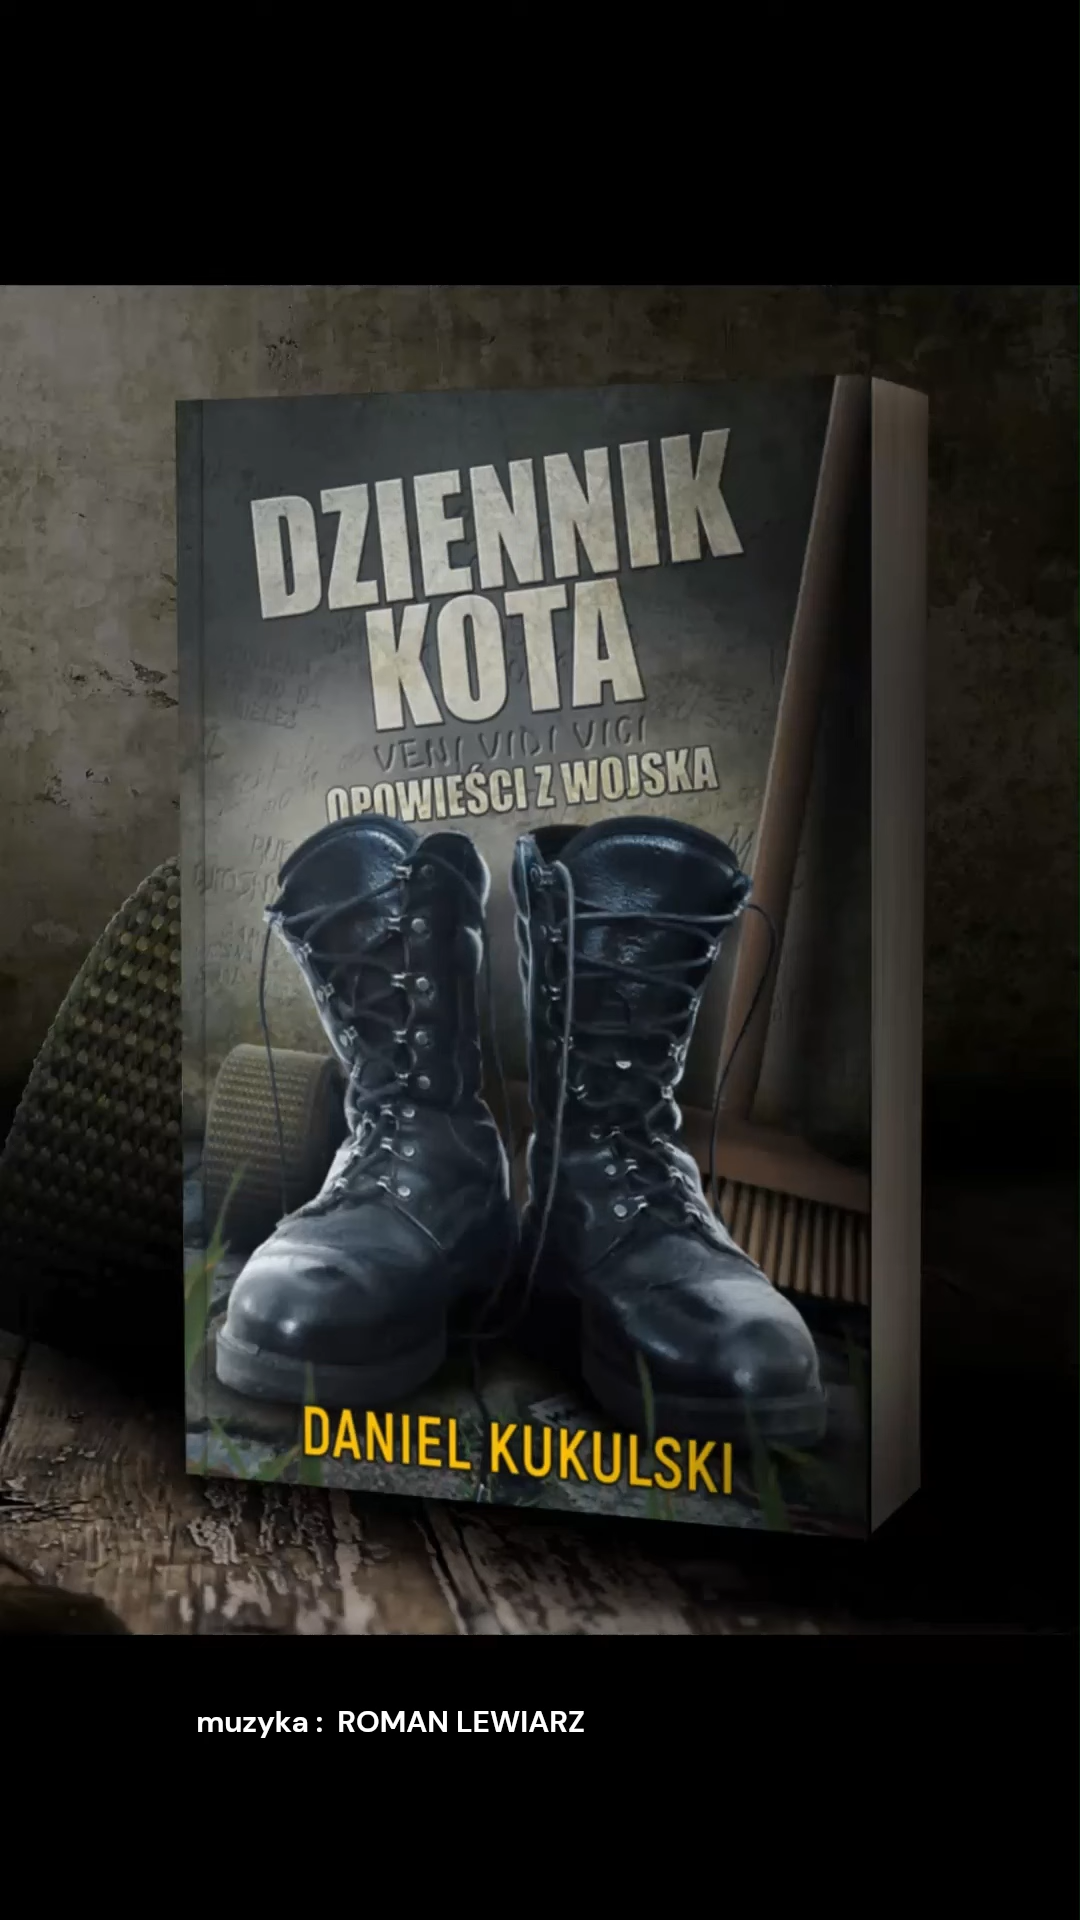 DZIENNIK
KOTA
VENI VIDI VICI
OPOWIEŚCI Z WOJSKA
DANIEL KUKULSKI
muzyka : ROMAN LEWIARZ